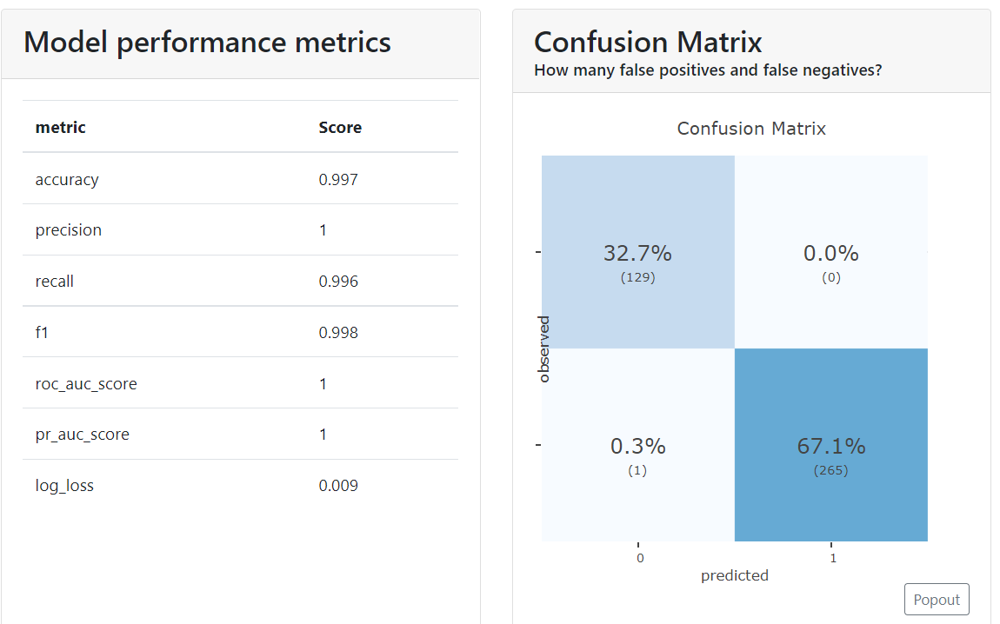 Model performance metrics
metric Score
accuracy 0.997
precision 1
recall 0.996
f1 0.998
roc_auc_score 1
pr_auc_score 1
log_loss 0.009
Confusion Matrix
How many false positives and false negatives?
Confusion Matrix
32.7% 0.0%
(129) (0)
observed
0.3% 67.1%
(1) (265)
0 1
predicted
Popout